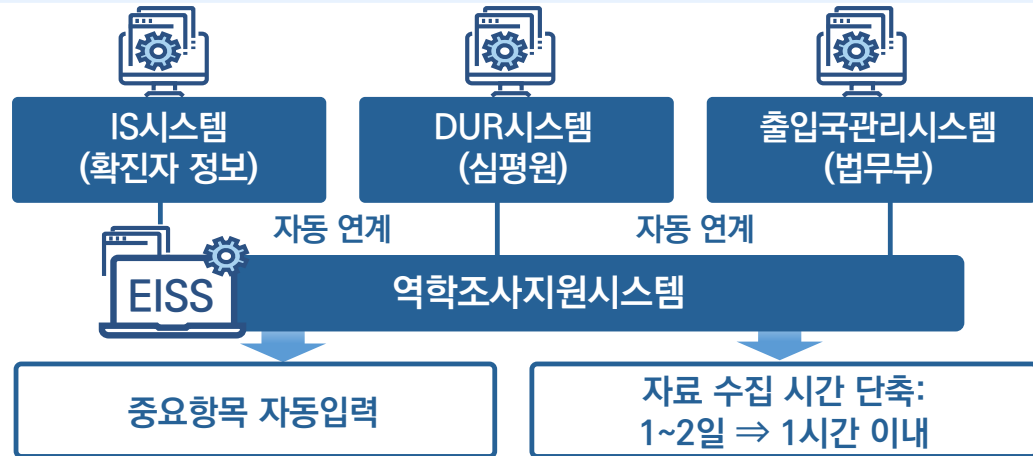 IS시스템
(확진자 정보)
DUR시스템
(심평원)
출입국관리시스템
(법무부)
자동 연계
자동 연계
EISS
역학조사지원시스템
중요항목 자동입력
자료 수집 시간 단축:
1~2일 ⇒ 1시간 이내